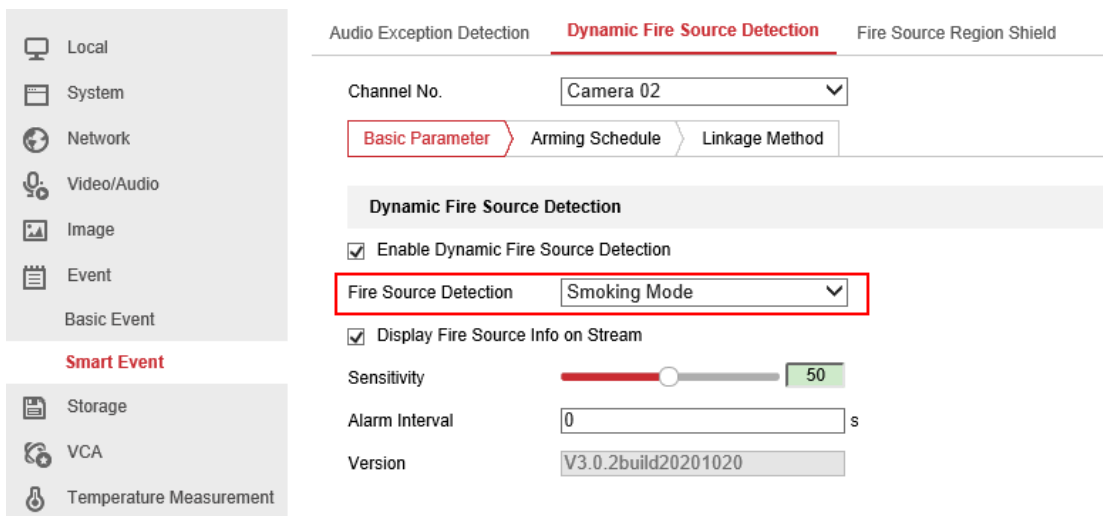 Local
System
Network
Video/Audio
Image
Event
Basic Event
Smart Event
Storage
VCA
Temperature Measurement
Audio Exception Detection Dynamic Fire Source Detection Fire Source Region Shield
Channel No. Camera 02
Basic Parameter Arming Schedule Linkage Method
Dynamic Fire Source Detection
Enable Dynamic Fire Source Detection
Fire Source Detection Smoking Mode
Display Fire Source Info on Stream
Sensitivity 50
Alarm Interval 0 s
Version V3.0.2build20201020